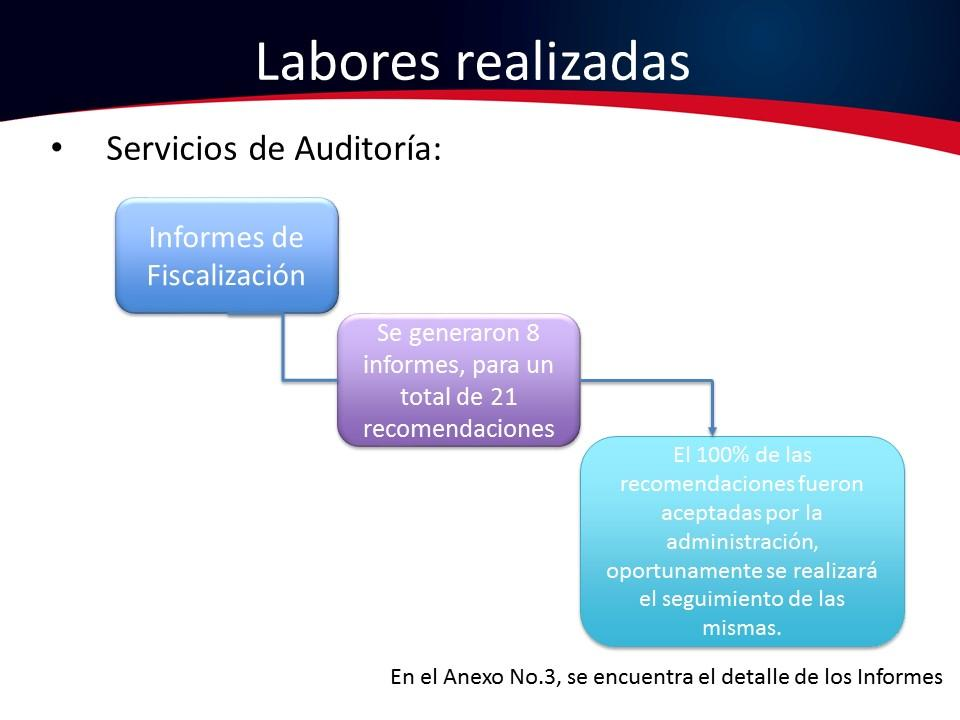 Labores realizadas
• Servicios de Auditoría:
Informes de
Fiscalización
Se generaron 8
informes, para un
total de 21
recomendaciones
El 100% de las
recomendaciones fueron
aceptadas por la
administración,
oportunamente se realizará
el seguimiento de las
mismas.
En el Anexo No.3, se encuentra el detalle de los Informes